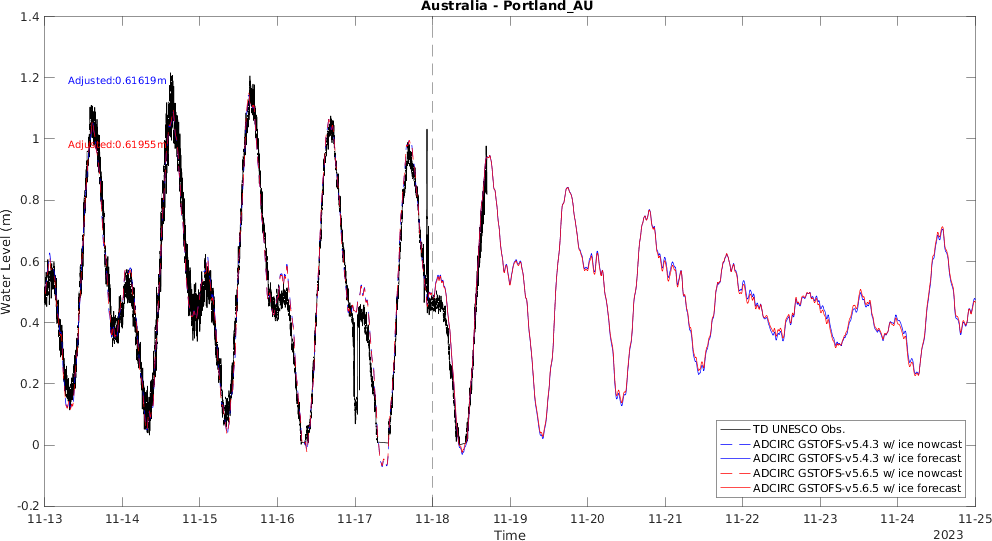 Australia - Portland_AU
1.4
1.2
1
0.8
0.6
0.4
0.2
0
-0.2
Water Level (m)
Adjusted:0.61619m
Adjusted:0.61955m
TD UNESCO Obs.
ADCIRC GSTOFS-v5.4.3 w/ ice nowcast
ADCIRC GSTOFS-v5.4.3 w/ ice forecast
ADCIRC GSTOFS-v5.6.5 w/ ice nowcast
ADCIRC GSTOFS-v5.6.5 w/ ice forecast
11-13 11-14 11-15 11-16 11-17 11-18 11-19 11-20 11-21 11-22 11-23 11-24 11-25
Time
2023